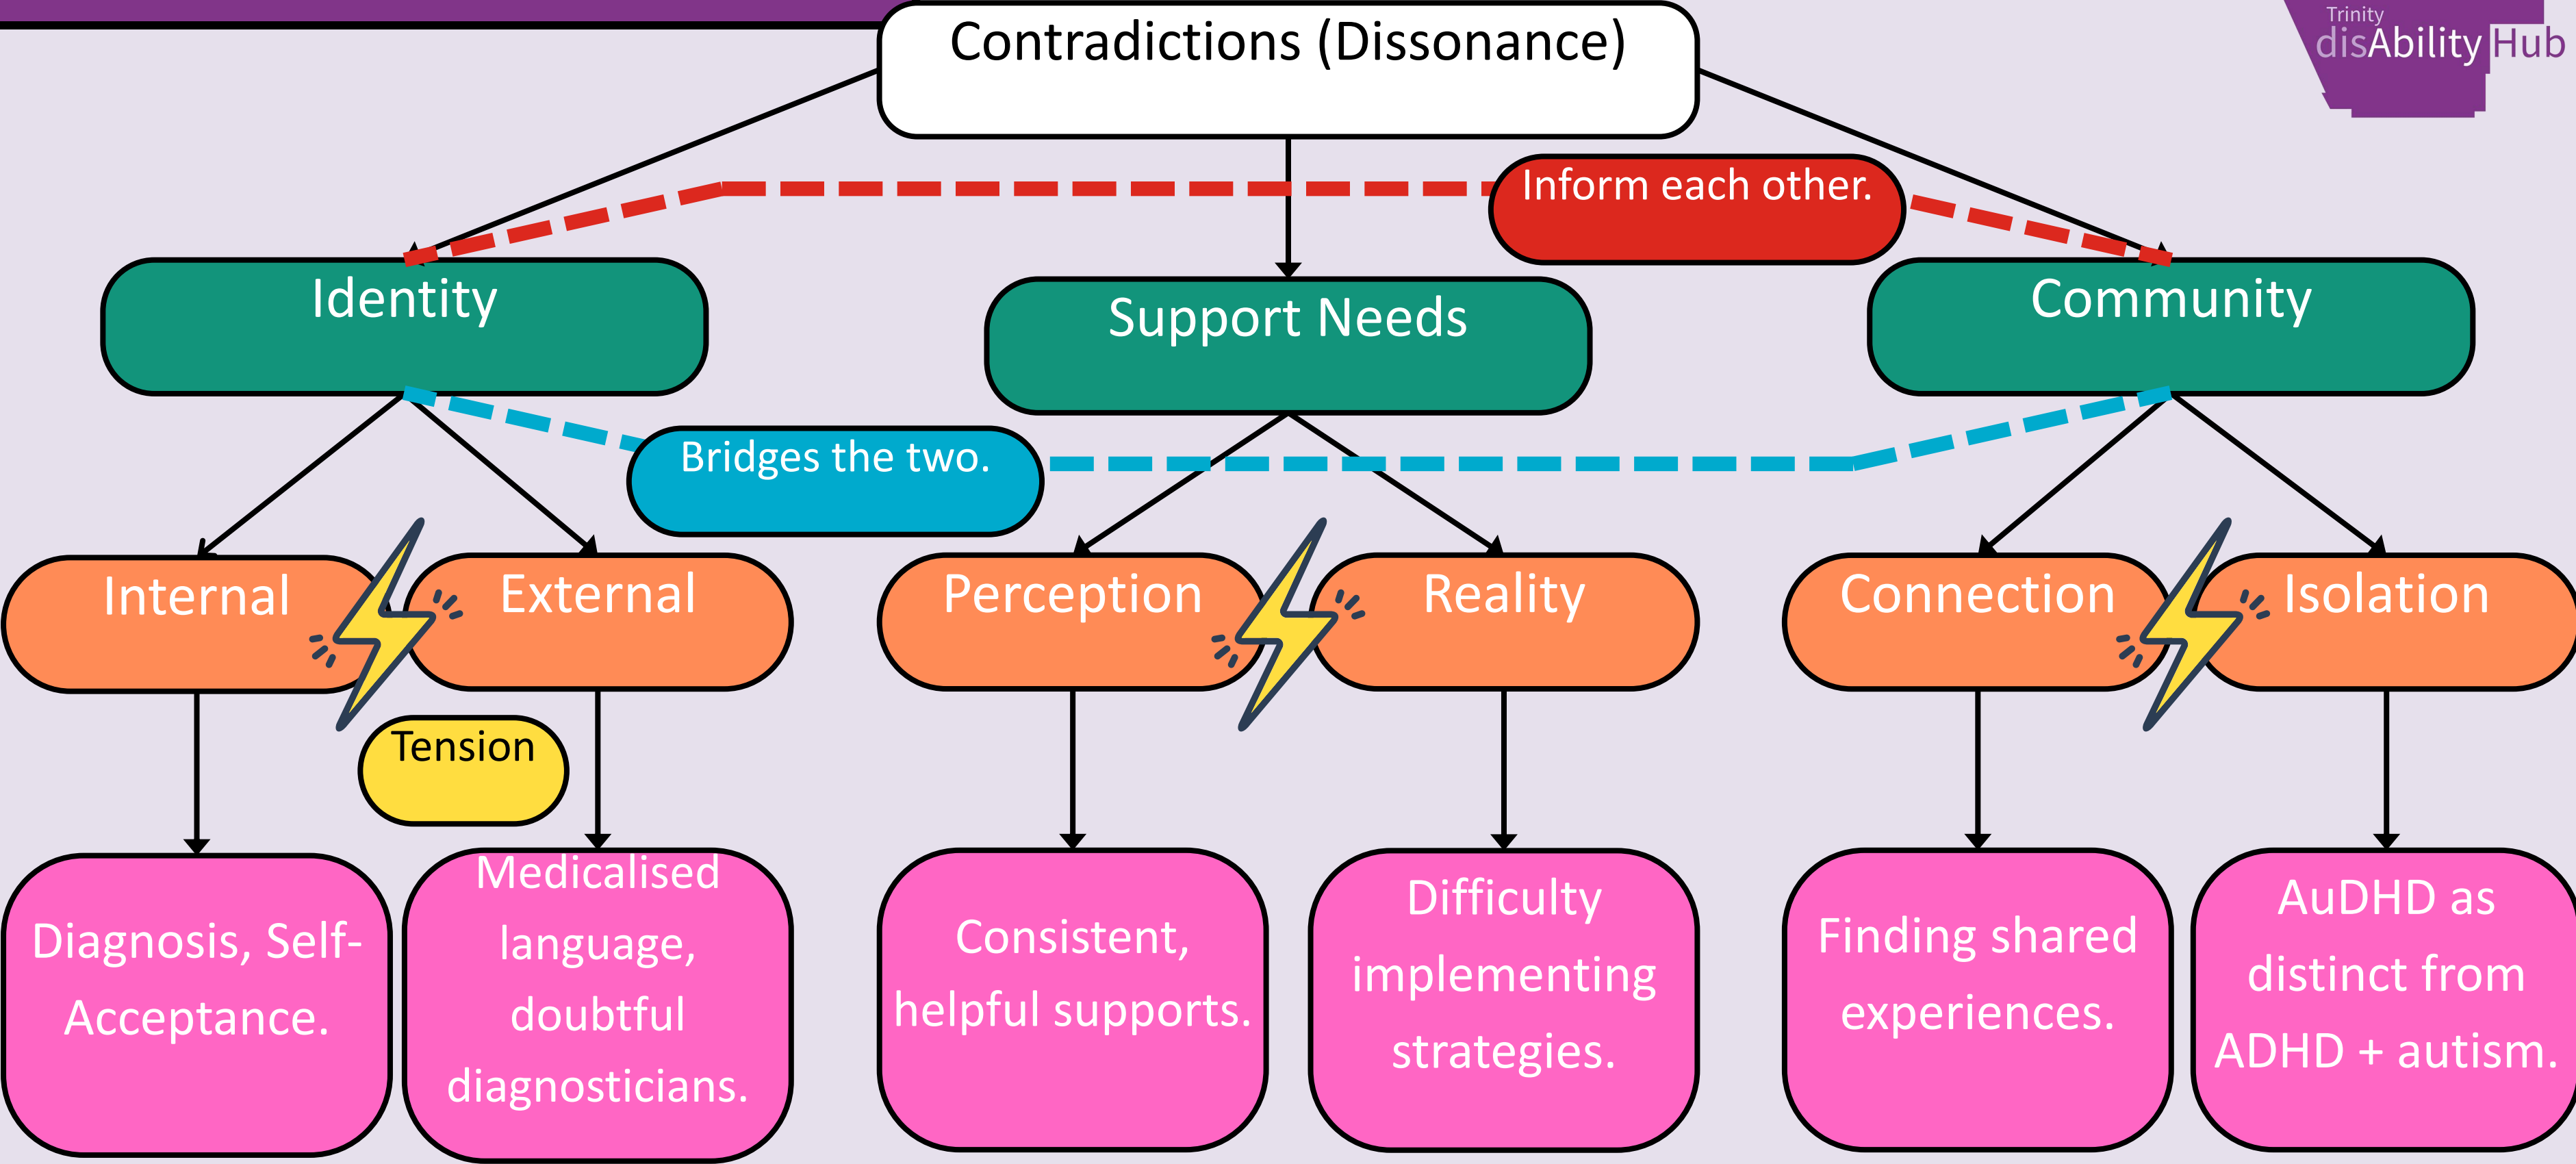 Contradictions (Dissonance)
Trinity
disAbility Hub
Inform each other.
Identity
Support Needs
Community
Bridges the two.
Internal
External
Perception
Reality
Connection
Isolation
Tension
Diagnosis, Self-
Acceptance.
Medicalised
language,
doubtful
diagnosticians.
Consistent,
helpful supports.
Difficulty
implementing
strategies.
Finding shared
experiences.
AuDHD as
distinct from
ADHD + autism.